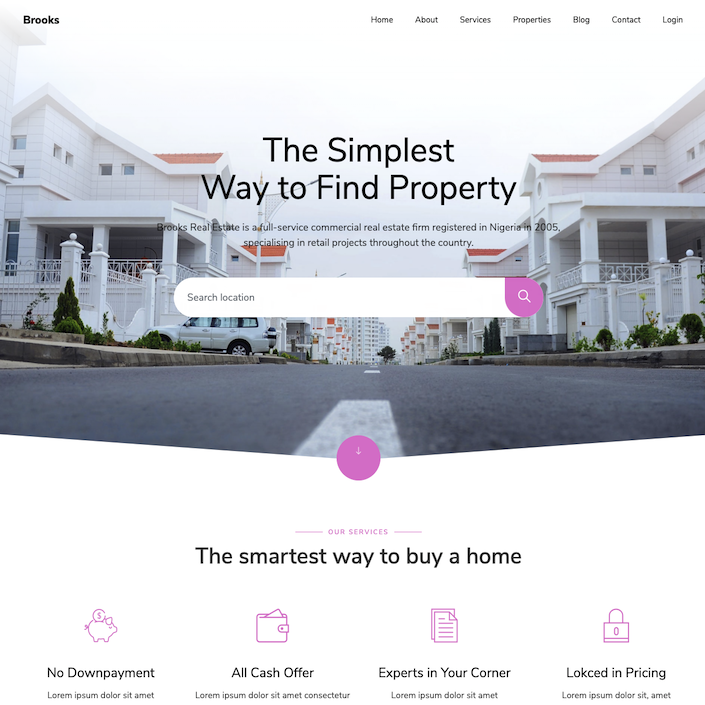 Brooks
Home About Services Properties Blog Contact Login
The Simplest
Way to Find Property
Brooks Real Estate is a full-service commercial real estate firm registered in Nigeria in 2005,
specialising in retail projects throughout the country.
Search location
OUR SERVICES
The smartest way to buy a home
No Downpayment All Cash Offer Experts in Your Corner Lokced in Pricing
Lorem ipsum dolor sit amet Lorem ipsum dolor sit amet consectetur Lorem ipsum dolor sit amet Lorem ipsum dolor sit, amet